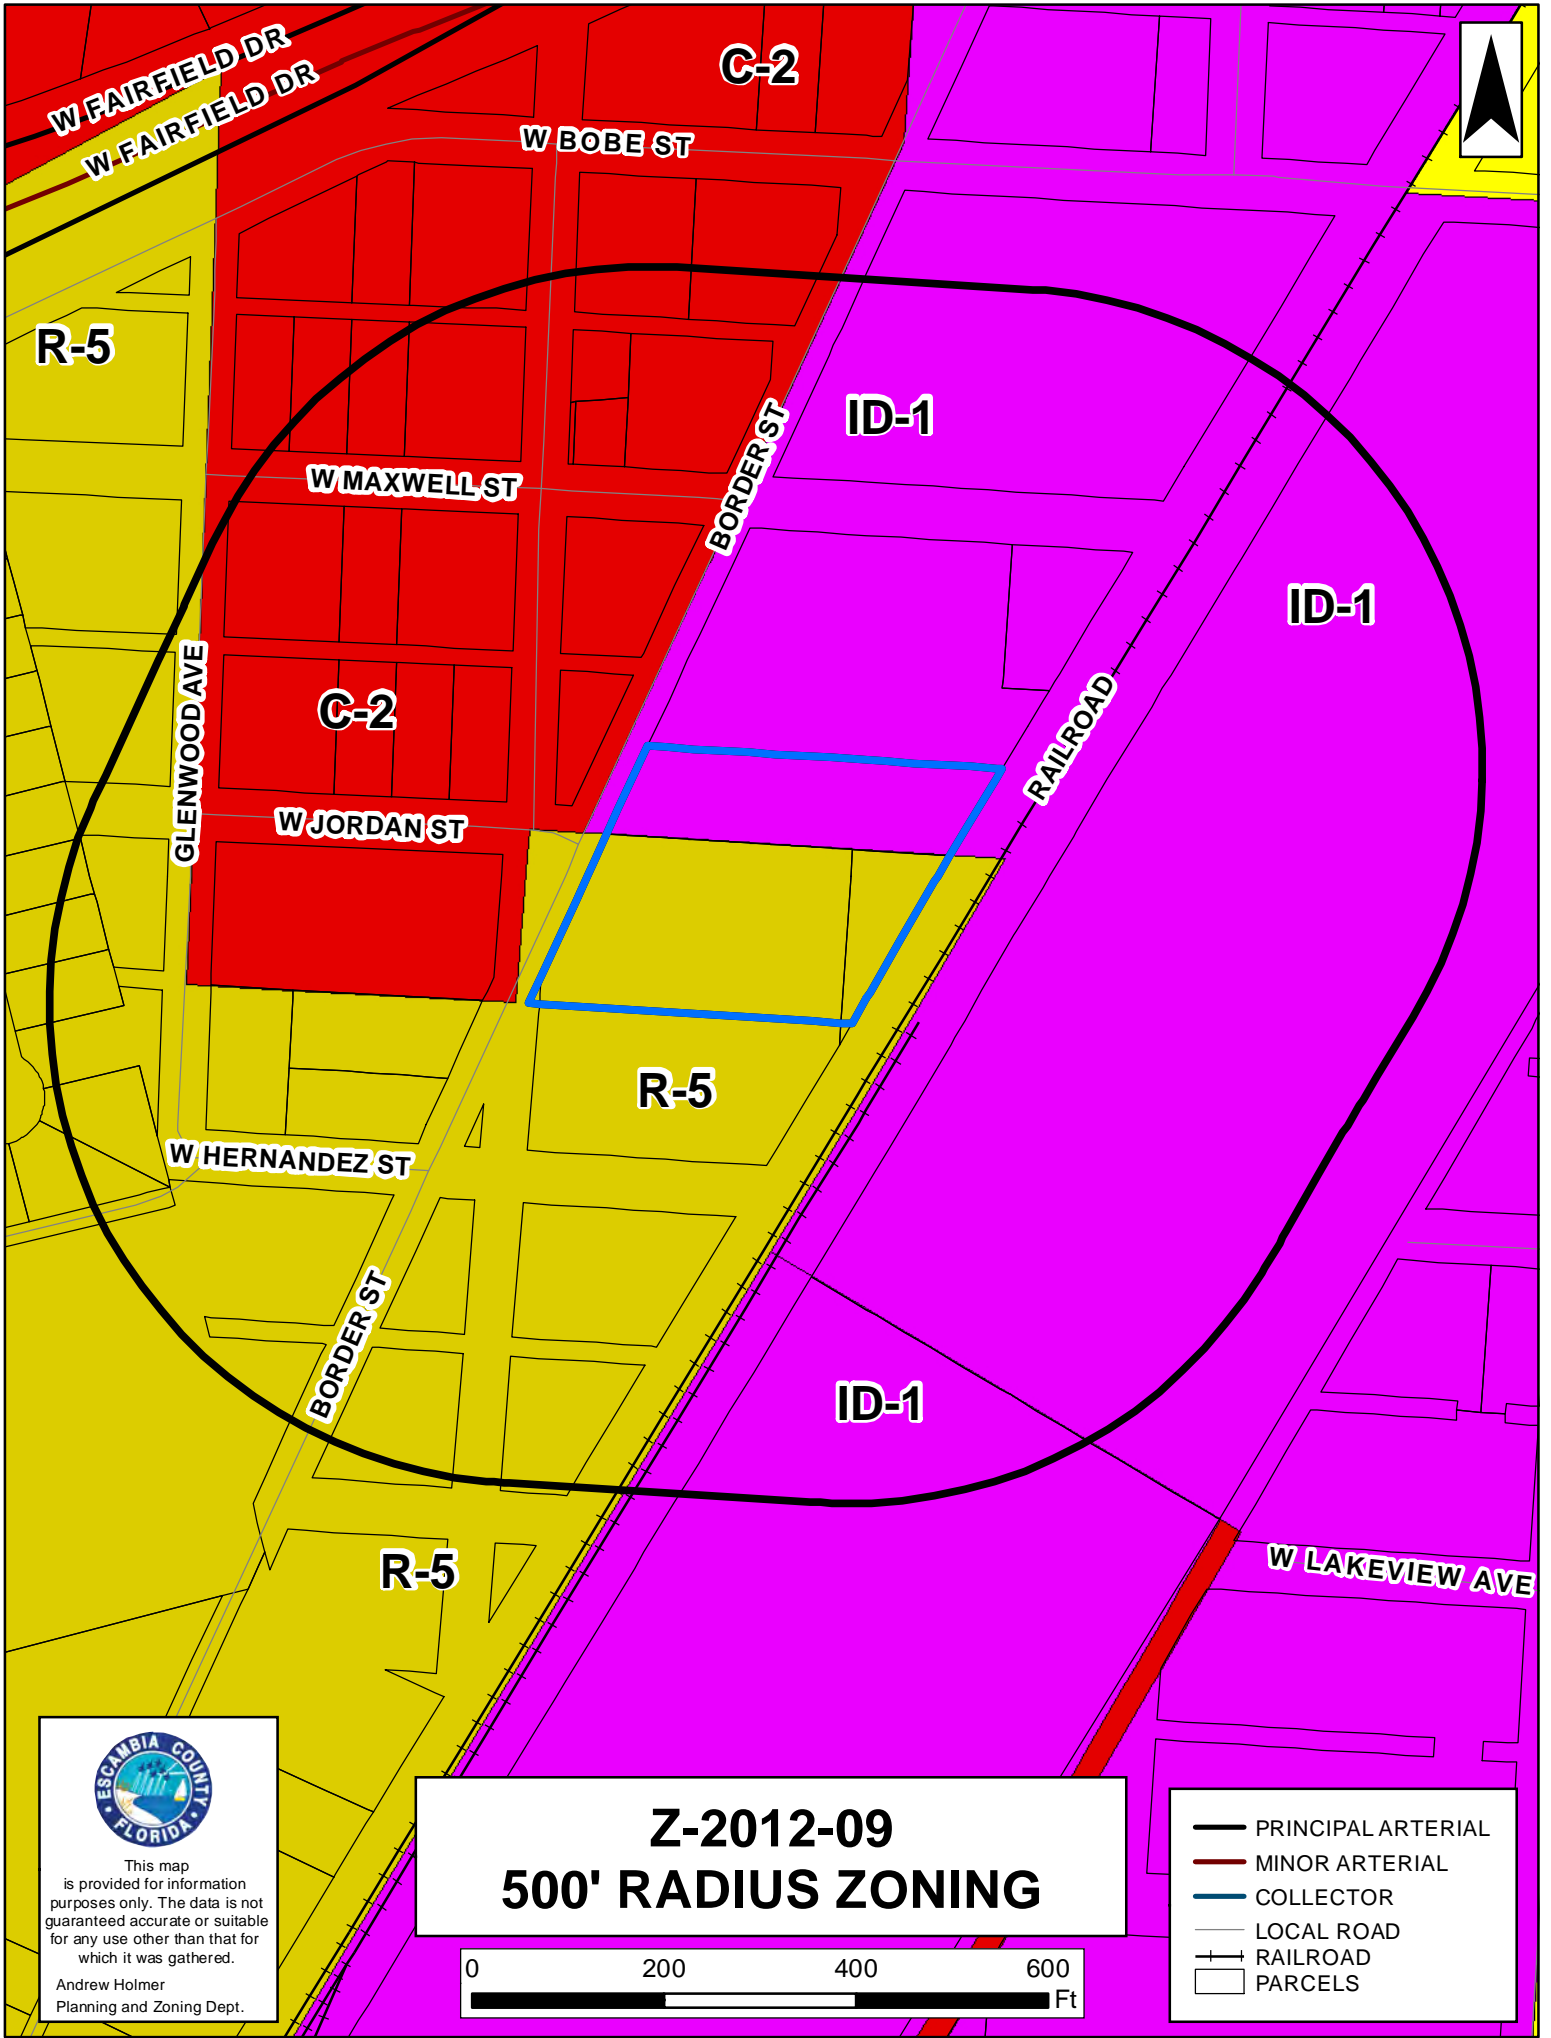 W FAIRFIELD DR
W FAIRFIELD DR
C-2
W BOBE ST
R-5
ID-1
BORDER ST
W MAXWELL ST
ID-1
GLENWOOD AVE
C-2
RAILROAD
W JORDAN ST
R-5
W HERNANDEZ ST
BORDER ST
ID-1
R-5
W LAKEVIEW AVE
ESCAMBIA COUNTY
FLORIDA
This map
is provided for information
purposes only. The data is not
guaranteed accurate or suitable
for any use other than that for
which it was gathered.
Andrew Holmer
Planning and Zoning Dept.
Z-2012-09
500' RADIUS ZONING
0 200 400 600
Ft
PRINCIPAL ARTERIAL
MINOR ARTERIAL
COLLECTOR
LOCAL ROAD
RAILROAD
PARCELS